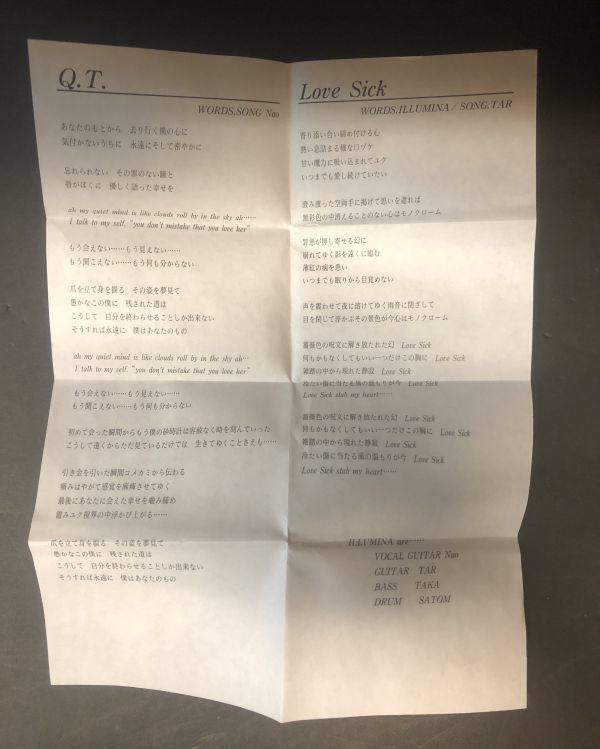 Q.T.
WORDS.SONG Nao
あなたのもとから　去り行く僕の心に
気付かないうちに　永遠にそして密やかに
忘れられない　その罪のない瞳と
唇がぼくに　優しく語った幸せを
ah my quiet mind is like clouds roll by in the sky ah……
I talk to my self. "you don't mistake that you love her"
もう会えない……もう見えない……
もう聞こえない……もう何も分からない
爪を立て身を掻る　その姿を夢見て
愚かなこの僕に　残された道は
こうして　自分を終わらせることしか出来ない
そうすれば永遠に　僕はあなたのもの
ah my quiet mind is like clouds roll by in the sky ah…
I talk to my self. "you don't mistake that you love her"
もう会えない……もう見えない……
もう聞こえない……もう何も分からない
初めて会った瞬間からもう僕の砂時計は容赦なく時を刻んでいった
こうして遠くからただ見ているだけでは　生きてゆくことさえも……
引き金を引いた瞬間コメカミから伝わる
痛みはやがて感覚を麻痺させてゆく
最後にあなたに会えた幸せを噛み締め
霞みユク視界の中浮かび上がる……
爪を立て身を掻る　その姿を夢見て
愚かなこの僕に　残された道は
こうして　自分を終わらせることしか出来ない
そうすれば永遠に　僕はあなたのもの
Love Sick
WORDS.ILLUMINA／SONG.TAR
寄り添い合い締め付ける心
熱い息詰まる様な口ヅケ
甘い魔力に吸い込まれてユク
いつまでも愛し続けていたい
澄み渡った空両手に掲げて思いを遊れば
無彩色の中消えることのない心はモノクローム
罪悪が押し寄せる幻に
崩れてゆく影を遠くに臨む
薄紅の病を患い
いつまでも眠りから目覚めない
声を震わせて夜に溶けてゆく雨音に閉ざして
目を閉じて浮かぶその景色が今心はモノクローム
薔薇色の呪文に解き放たれた幻　Love Sick
何もかもなくしてもいい一つだけこの胸に　Love Sick
雑踏の中から現れた静寂　Love Sick
冷たい傷に当たる風の温もりが今　Love Sick
Love Sick stab my heart……
薔薇色の呪文に解き放たれた幻　Love Sick
何もかもなくしてもいい一つだけこの胸に　Love Sick
雑踏の中から現れた静寂　Love Sick
冷たい傷に当たる風の温もりが今　Love Sick
Love Sick stab my heart……
ILLUMINA are……
VOCAL GUITAR Nao
GUITAR　TAR
BASS　TAKA
DRUM　SATOM